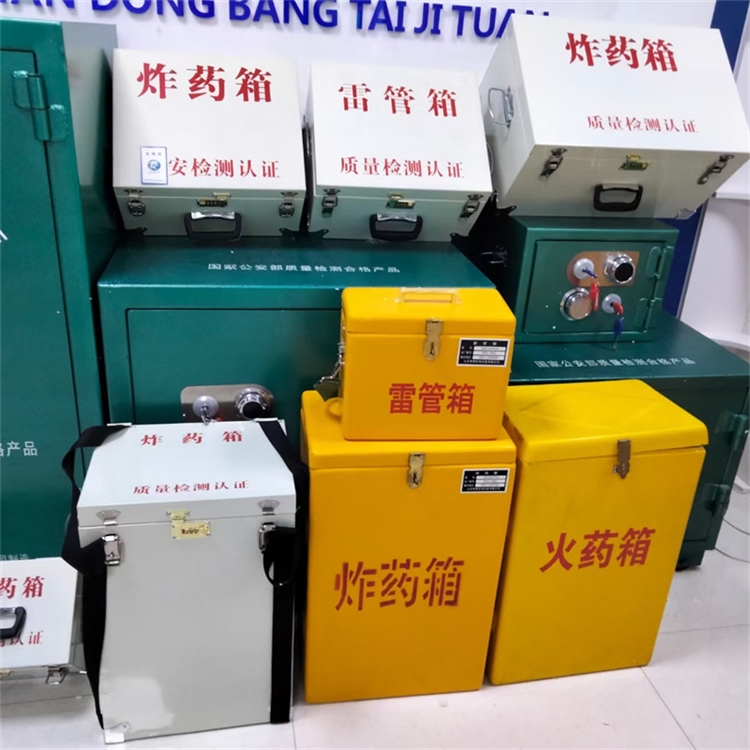 DONG BANG TAI JI TUAN
炸药箱
安检测认证
雷管箱
质量检测认证
炸药箱
质量检测认证
国家公安部质量检测合格产品
国家公安部质量检测合格产品
雷管箱
炸药箱
质量检测认证
炸药箱
火药箱
产品
药箱
认证